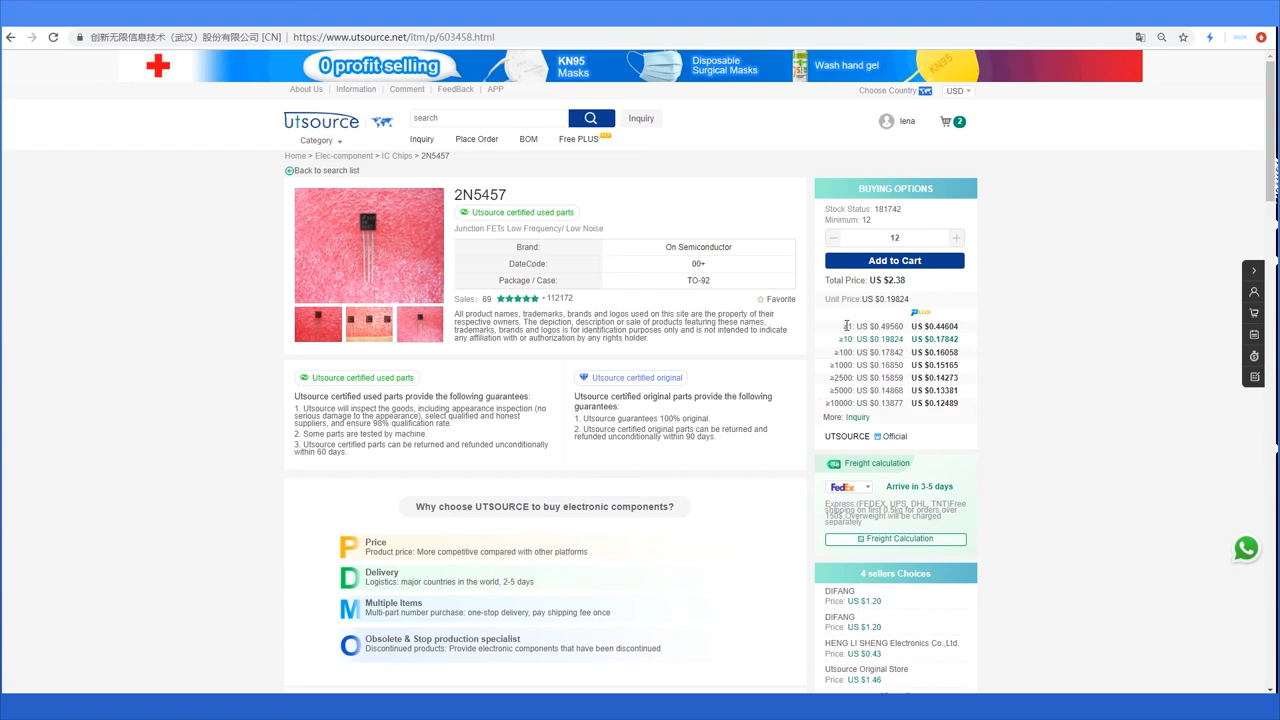 创新无限信息技术（武汉）股份有限公司 [CN] https://www.utsource.net/itm/p/603458.html
0 profit selling
KN95 Masks
Disposable Surgical Masks
Wash hand gel
KN95
About Us | Information | Comment | FeedBack | APP
Choose Country USD
utsource
search
Inquiry
lena
2
Category
Inquiry Place Order BOM Free PLUS
Home > Elec-component > IC Chips > 2N5457
Back to search list
2N5457
Utsource certified used parts
Junction FETs Low Frequency/ Low Noise
Brand: On Semiconductor
DateCode: 00+
Package / Case: TO-92
Sales: 69 • 112172 Favorite
All product names, trademarks, brands and logos used on this site are the property of their
respective owners. The depiction, description or sale of products featuring these names,
trademarks, brands and logos is for identification purposes only and is not intended to indicate
any affiliation with or authorization by any rights holder.
BUYING OPTIONS
Stock Status: 181742
Minimum: 12
− 12 +
Add to Cart
Total Price: US $2.38
Unit Price:US $0.19824
PLUS
≥1: US $0.49560 US $0.44604
≥10: US $0.19824 US $0.17842
≥100: US $0.17842 US $0.16058
≥1000: US $0.16850 US $0.15165
≥2500: US $0.15859 US $0.14273
≥5000: US $0.14868 US $0.13381
≥10000: US $0.13877 US $0.12489
More: Inquiry
UTSOURCE Official
Utsource certified used parts
Utsource certified used parts provide the following
guarantees:
1. Utsource will inspect the goods, including appearance inspection (no
serious damage to the appearance), select qualified and honest
suppliers, and ensure 98% qualification rate.
2. Some parts are tested by machine.
3. Utsource certified parts can be returned and refunded unconditionally
within 60 days.
Utsource certified original
Utsource certified original parts provide the following
guarantees:
1. Utsource guarantees 100% original.
2. Utsource certified original parts can be returned and
refunded unconditionally within 90 days.
Freight calculation
FedEx Arrive in 3-5 days
Express:(FEDEX, UPS, DHL, TNT)Free
shipping on first 0.5kg for orders over
150$.Overweight will be charged
separately
Freight Calculation
Why choose UTSOURCE to buy electronic components?
P Price
Product price: More competitive compared with other platforms
D Delivery
Logistics: major countries in the world, 2-5 days
M Multiple Items
Multi-part number purchase: one-stop delivery, pay shipping fee once
O Obsolete & Stop production specialist
Discontinued products: Provide electronic components that have been discontinued
4 sellers Choices
DIFANG
Price: US $1.20
DIFANG
Price: US $1.20
HENG LI SHENG Electronics Co.,Ltd.
Price: US $0.43
Utsource Original Store
Price: US $1.46